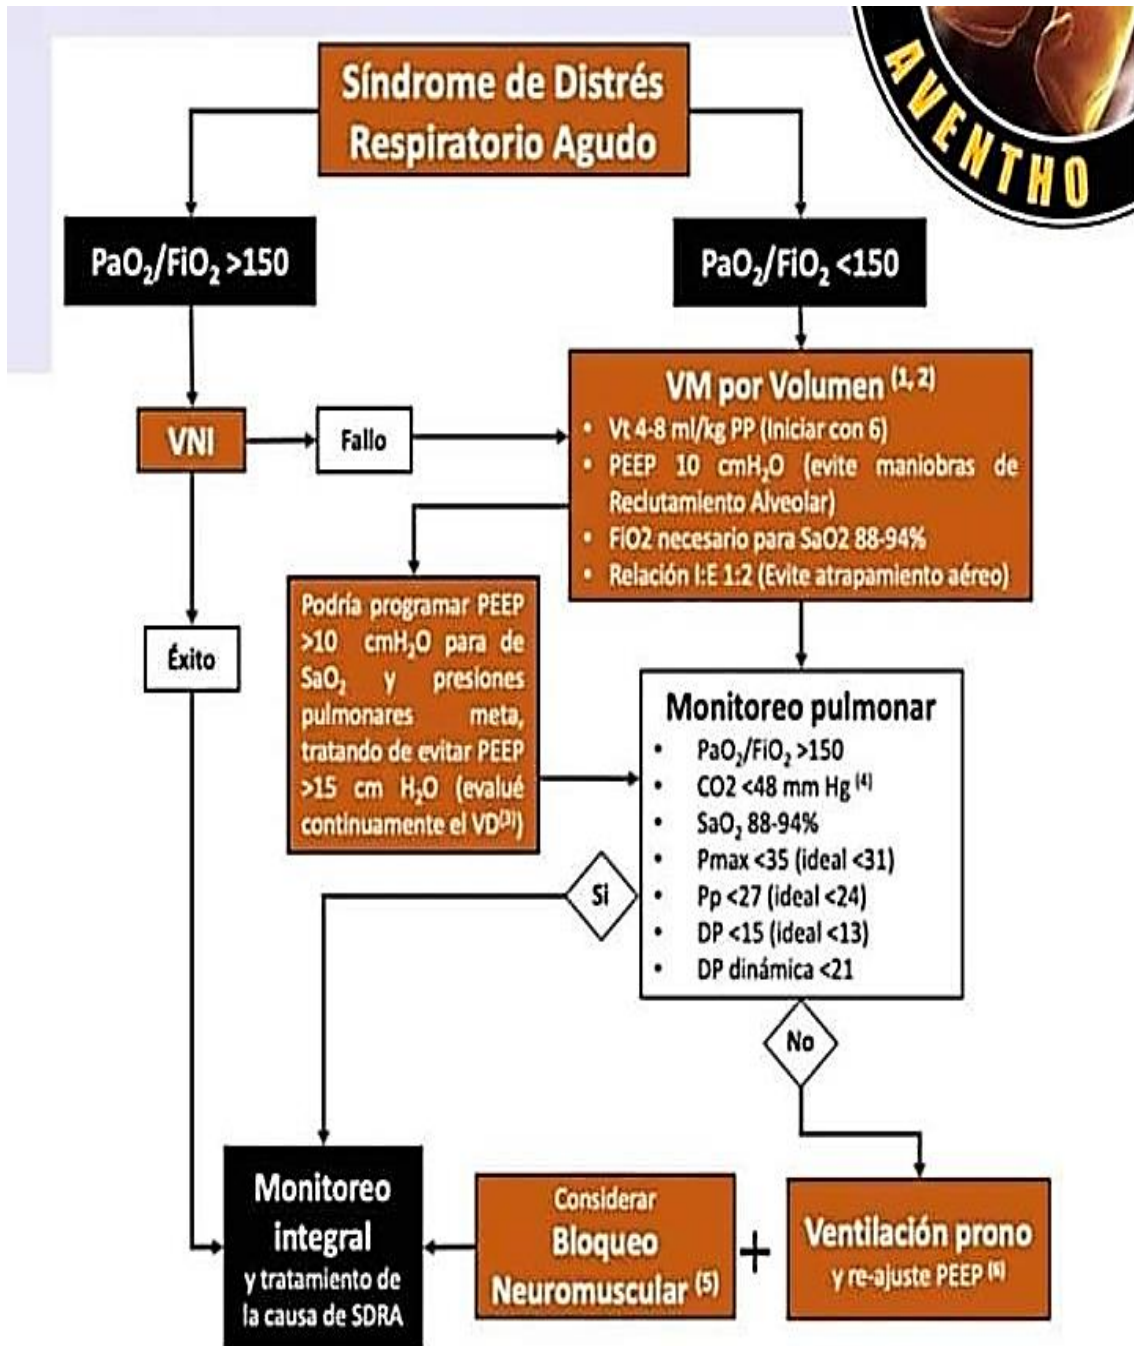 AVENTHO
Síndrome de Distrés
Respiratorio Agudo
PaO₂/FiO₂ >150
PaO₂/FiO₂ <150
VM por Volumen (1, 2)
• Vt 4-8 ml/kg PP (Iniciar con 6)
• PEEP 10 cmH₂O (evite maniobras de
Reclutamiento Alveolar)
• FiO2 necesario para SaO2 88-94%
• Relación I:E 1:2 (Evite atrapamiento aéreo)
VNI
Fallo
Éxito
Podría programar PEEP
>10 cmH₂O para de
SaO₂ y presiones
pulmonares meta,
tratando de evitar PEEP
>15 cm H₂O (evalué
continuamente el VD(3))
Monitoreo pulmonar
• PaO₂/FiO₂ >150
• CO2 <48 mm Hg (4)
• SaO₂ 88-94%
• Pmax <35 (ideal <31)
• Pp <27 (ideal <24)
• DP <15 (ideal <13)
• DP dinámica <21
Si
No
Monitoreo
integral
y tratamiento de
la causa de SDRA
Considerar
Bloqueo
Neuromuscular (5)
+
Ventilación prono
y re-ajuste PEEP (6)